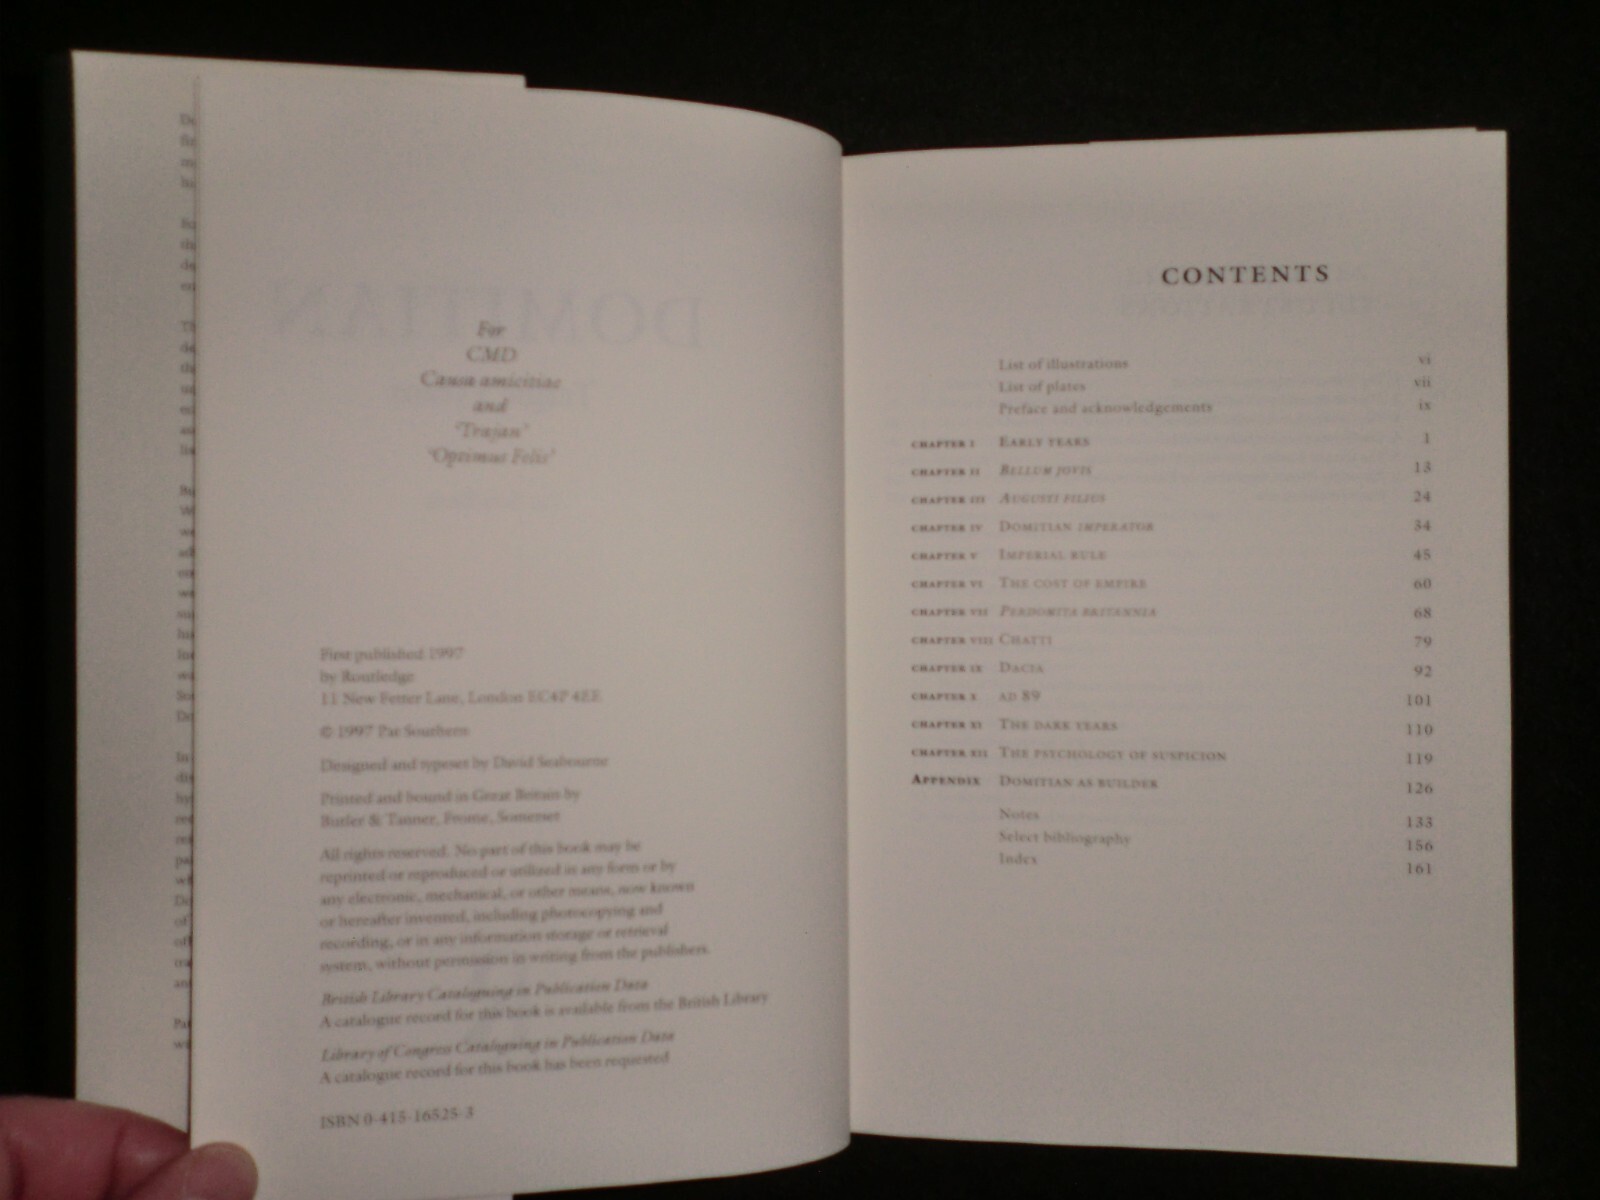 For
CMD
Causa amicitiae
and
'Trajan'
'Optimus Felis'
First published 1997
by Routledge
11 New Fetter Lane, London EC4P 4EE
© 1997 Pat Southern
Designed and typeset by David Seabourne
Printed and bound in Great Britain by
Butler & Tanner, Frome, Somerset
All rights reserved. No part of this book may be
reprinted or reproduced or utilized in any form or by
any electronic, mechanical, or other means, now known
or hereafter invented, including photocopying and
recording, or in any information storage or retrieval
system, without permission in writing from the publishers.
British Library Cataloguing in Publication Data
A catalogue record for this book is available from the British Library
Library of Congress Cataloguing in Publication Data
A catalogue record for this book has been requested
ISBN 0-415-16525-3
CONTENTS
List of illustrations vi
List of plates vii
Preface and acknowledgements ix
CHAPTER I EARLY YEARS 1
CHAPTER II BELLUM JOVIS 13
CHAPTER III AUGUSTI FILIUS 24
CHAPTER IV DOMITIAN IMPERATOR 34
CHAPTER V IMPERIAL RULE 45
CHAPTER VI THE COST OF EMPIRE 60
CHAPTER VII PERDOMITA BRITANNIA 68
CHAPTER VIII CHATTI 79
CHAPTER IX DACIA 92
CHAPTER X AD 89 101
CHAPTER XI THE DARK YEARS 110
CHAPTER XII THE PSYCHOLOGY OF SUSPICION 119
APPENDIX DOMITIAN AS BUILDER 126
Notes 133
Select bibliography 156
Index 161